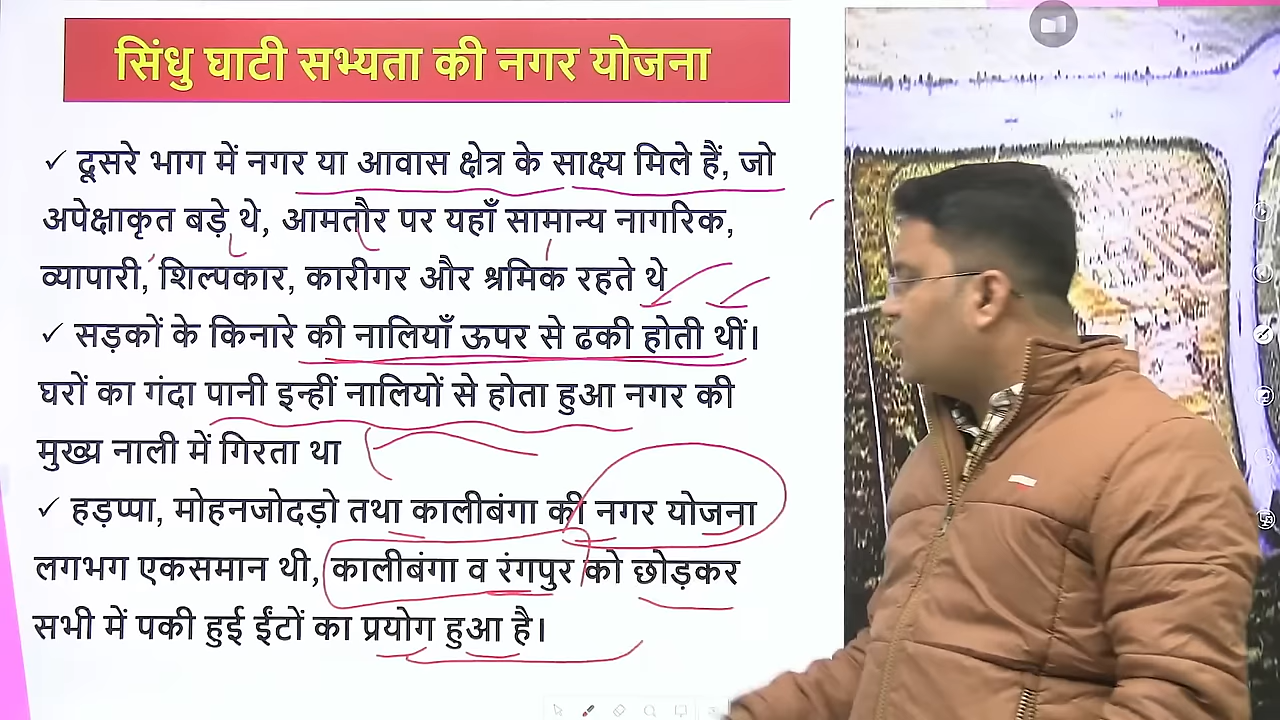 सिंधु घाटी सभ्यता की नगर योजना
✓ दूसरे भाग में नगर या आवास क्षेत्र के साक्ष्य मिले हैं, जो
अपेक्षाकृत बड़े थे, आमतौर पर यहाँ सामान्य नागरिक,
व्यापारी, शिल्पकार, कारीगर और श्रमिक रहते थे
✓ सड़कों के किनारे की नालियाँ ऊपर से ढकी होती थीं।
घरों का गंदा पानी इन्हीं नालियों से होता हुआ नगर की
मुख्य नाली में गिरता था
✓ हड़प्पा, मोहनजोदड़ो तथा कालीबंगा की नगर योजना
लगभग एकसमान थी, कालीबंगा व रंगपुर को छोड़कर
सभी में पकी हुई ईंटों का प्रयोग हुआ है।